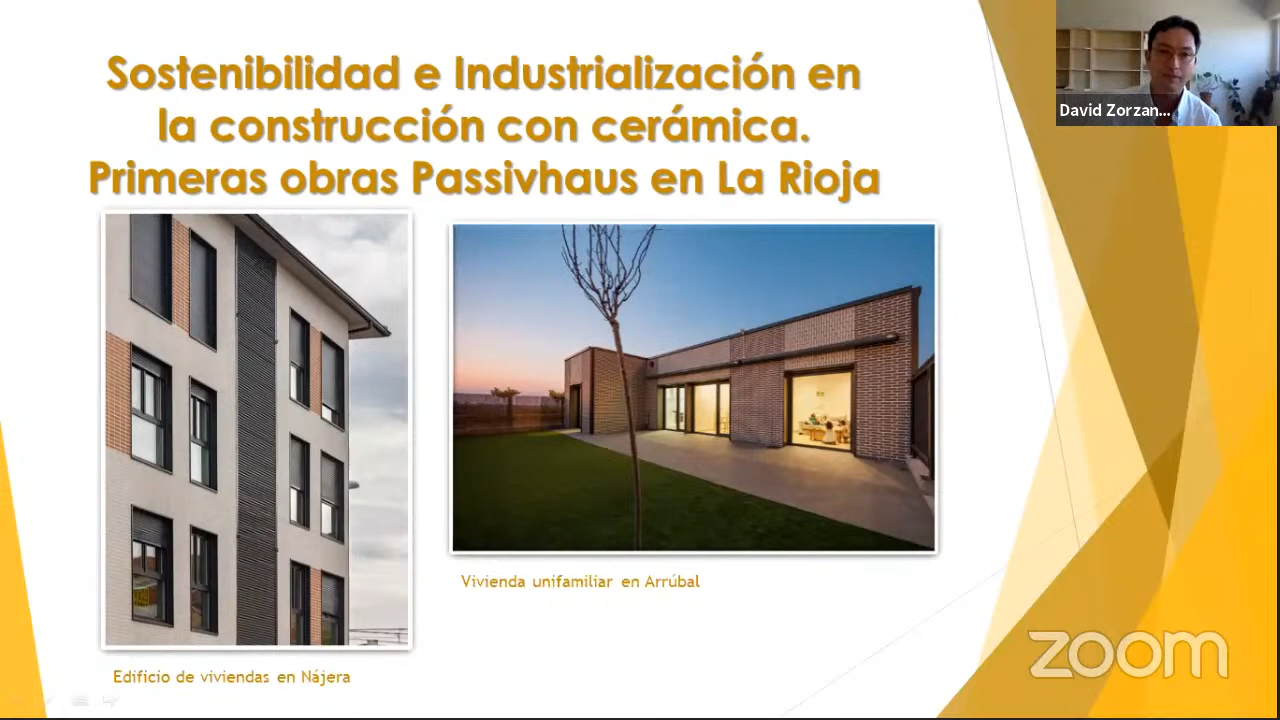 Sostenibilidad e Industrialización en
la construcción con cerámica.
Primeras obras Passivhaus en La Rioja
David Zorzan...
Vivienda unifamiliar en Arrúbal
Edificio de viviendas en Nájera
zoom